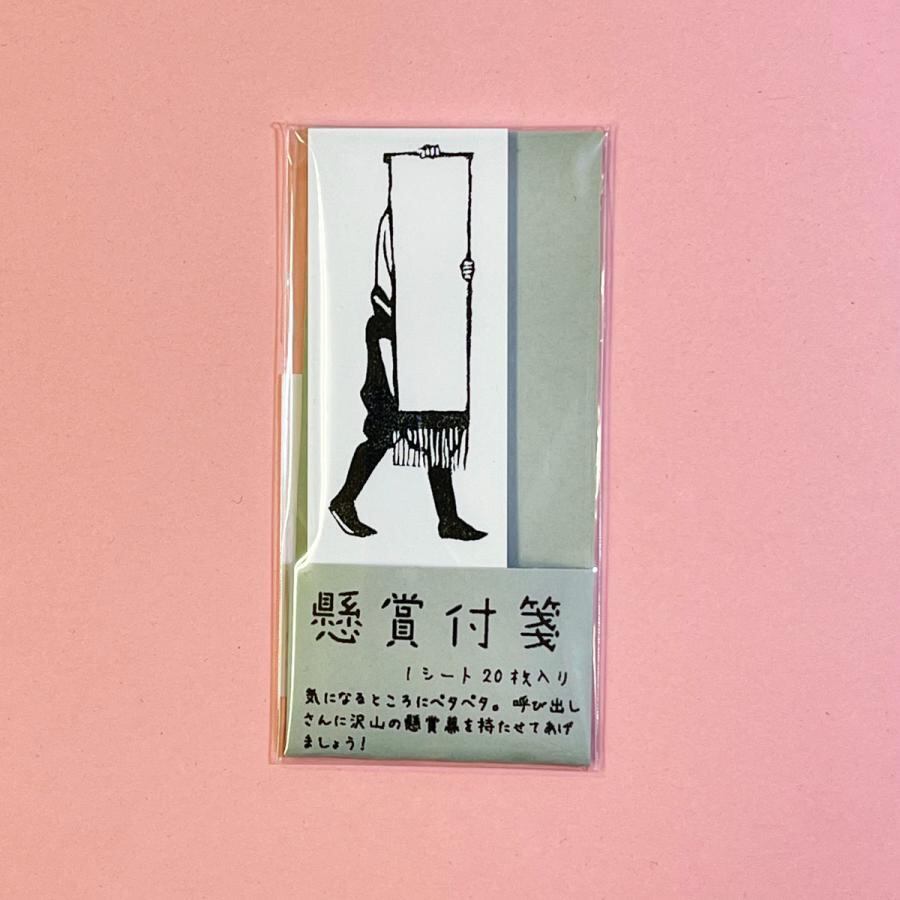 懸賞付箋
1シート20枚入り
気になるところにペタペタ。呼び出し
さんに沢山の懸賞幕を持たせてあげ
ましょう!